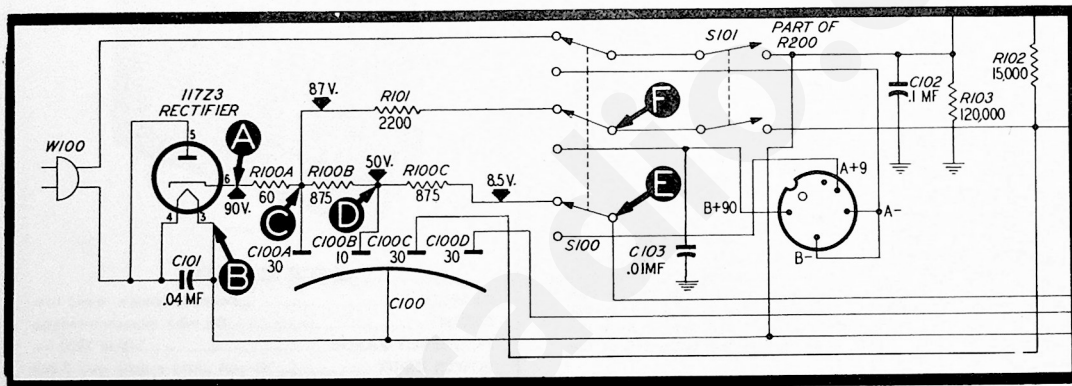 W100
117Z3
RECTIFIER
5
6
4
3
A
90V.
B
C101
.04 MF
R100A
60
C
87 V.
R101
2200
R100B
875
50V.
D
R100C
875
8.5V.
C100A
30
C100B
10
C100C
30
C100D
30
C100
S101
PART OF
R200
F
E
S100
C103
.01MF
B+90
A+9
A-
B-
C102
.1 MF
R103
120,000
R102
15,000